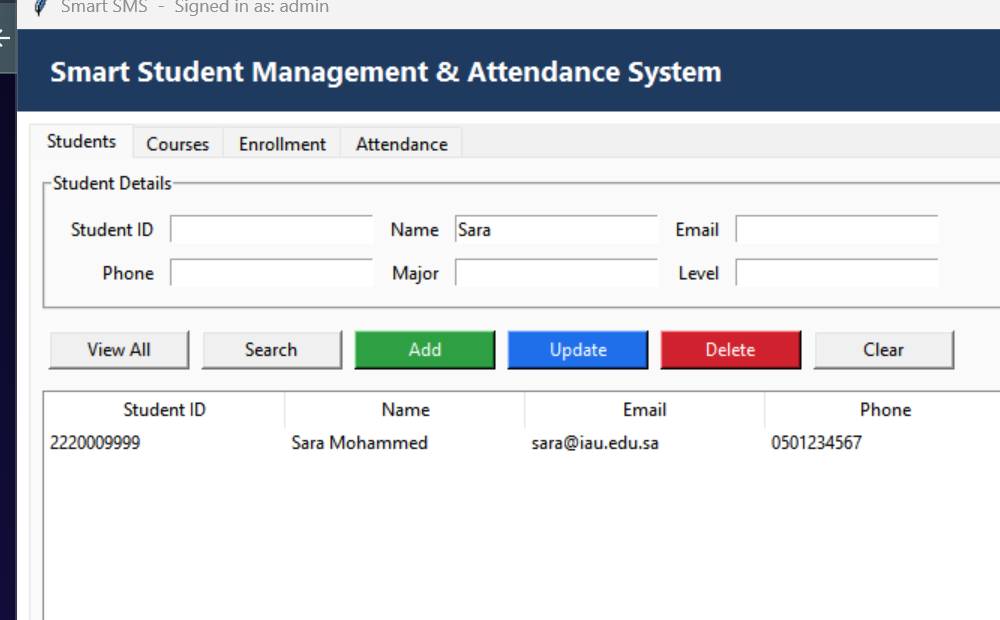 Smart SMS - Signed in as: admin
Smart Student Management & Attendance System
Students Courses Enrollment Attendance
Student Details
Student ID Name Sara Email
Phone Major Level
View All Search Add Update Delete Clear
Student ID Name Email Phone
2220009999 Sara Mohammed sara@iau.edu.sa 0501234567